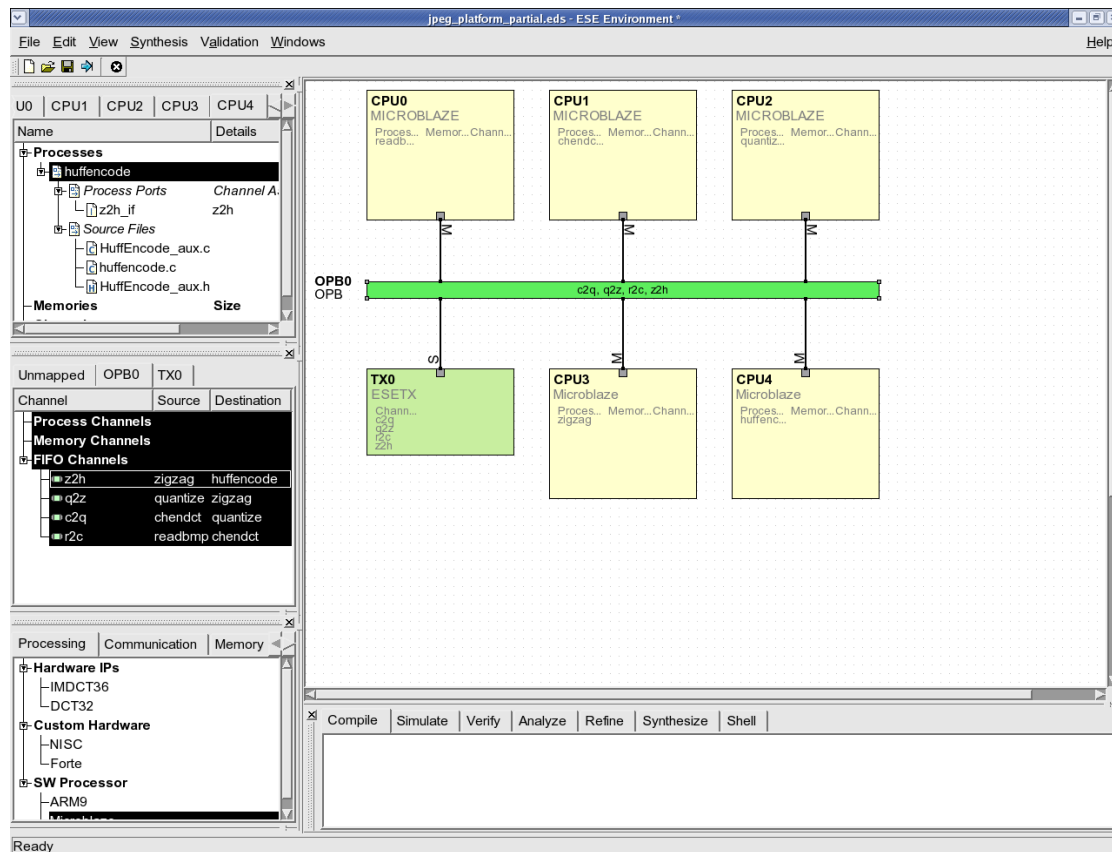 jpeg_platform_partial.eds - ESE Environment *
File Edit View Synthesis Validation Windows Help
U0 CPU1 CPU2 CPU3 CPU4
Name Details
Processes
huffencode
Process Ports Channel A
z2h_if z2h
Source Files
HuffEncode_aux.c
huffencode.c
HuffEncode_aux.h
Memories Size
Unmapped OPB0 TX0
Channel Source Destination
Process Channels
Memory Channels
FIFO Channels
z2h zigzag huffencode
q2z quantize zigzag
c2q chendct quantize
r2c readbmp chendct
Processing Communication Memory
Hardware IPs
IMDCT36
DCT32
Custom Hardware
NISC
Forte
SW Processor
ARM9
Microblaze
CPU0
MICROBLAZE
Proces... Memor... Chann...
readb...
M
CPU1
MICROBLAZE
Proces... Memor... Chann...
chendc...
M
CPU2
MICROBLAZE
Proces... Memor... Chann...
quantiz...
M
OPB0
OPB
c2q, q2z, r2c, z2h
S
TX0
ESETX
Chann...
c2q
q2z
r2c
z2h
M
CPU3
Microblaze
Proces... Memor... Chann...
zigzag
M
CPU4
Microblaze
Proces... Memor... Chann...
huffenc...
Compile Simulate Verify Analyze Refine Synthesize Shell
Ready